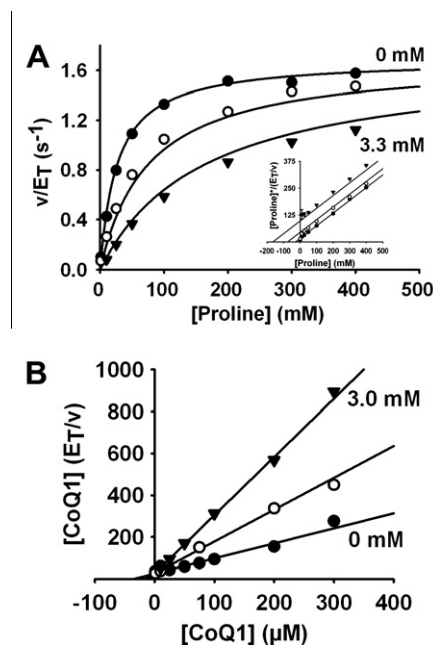 A
v/ET (s-1)
1.6
1.2
0.8
0.4
0.0
0 mM
3.3 mM
[Proline]*/(ET/v)
375
250
125
-200 -100 0 100 200 300 400 500
[Proline] (mM)
0 100 200 300 400 500
[Proline] (mM)
B
[CoQ1] (ET/v)
1000
800
600
400
200
3.0 mM
0 mM
-100 0 100 200 300 400
[CoQ1] (µM)